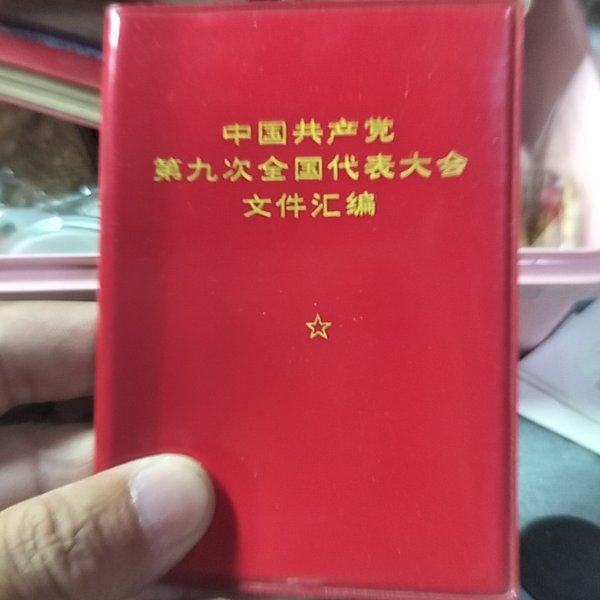 中国共产党
第九次全国代表大会
文件汇编